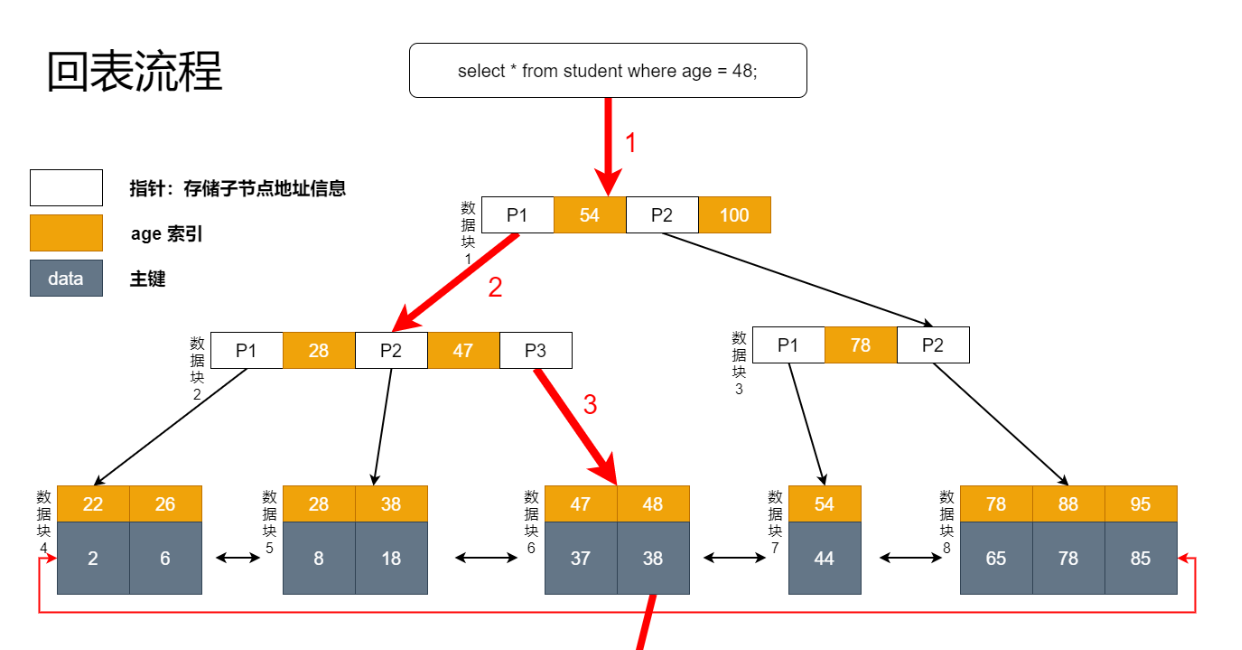 回表流程
select * from student where age = 48;
1
指针：存储子节点地址信息
age 索引
data 主键
数据块1
P1 54 P2 100
2
数据块2
P1 28 P2 47 P3
数据块3
P1 78 P2
3
数据块4
22 26
2 6
数据块5
28 38
8 18
数据块6
47 48
37 38
数据块7
54
44
数据块8
78 88 95
65 78 85